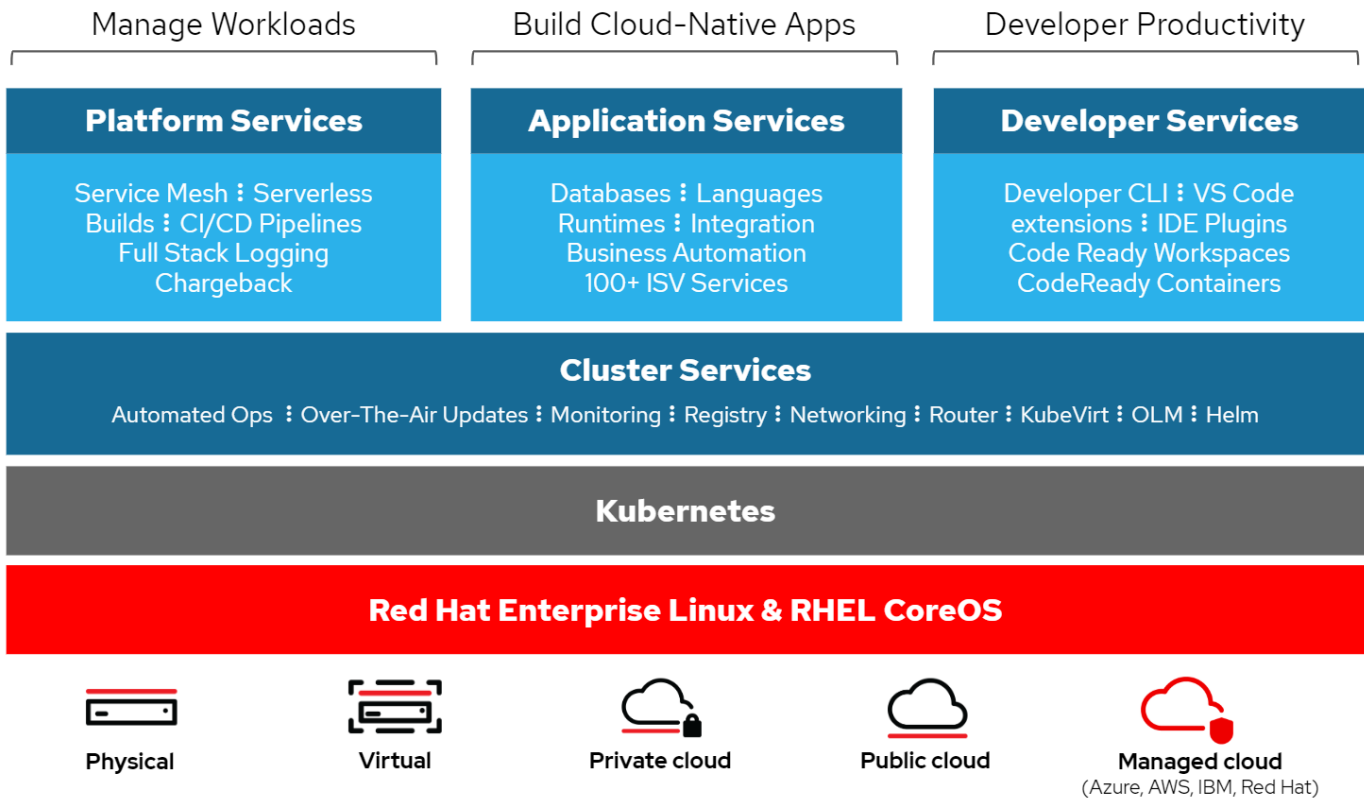 Manage Workloads
Build Cloud-Native Apps
Developer Productivity
Platform Services
Service Mesh ⋮ Serverless
Builds ⋮ CI/CD Pipelines
Full Stack Logging
Chargeback
Application Services
Databases ⋮ Languages
Runtimes ⋮ Integration
Business Automation
100+ ISV Services
Developer Services
Developer CLI ⋮ VS Code
extensions ⋮ IDE Plugins
Code Ready Workspaces
CodeReady Containers
Cluster Services
Automated Ops ⋮ Over-The-Air Updates ⋮ Monitoring ⋮ Registry ⋮ Networking ⋮ Router ⋮ KubeVirt ⋮ OLM ⋮ Helm
Kubernetes
Red Hat Enterprise Linux & RHEL CoreOS
Physical
Virtual
Private cloud
Public cloud
Managed cloud
(Azure, AWS, IBM, Red Hat)